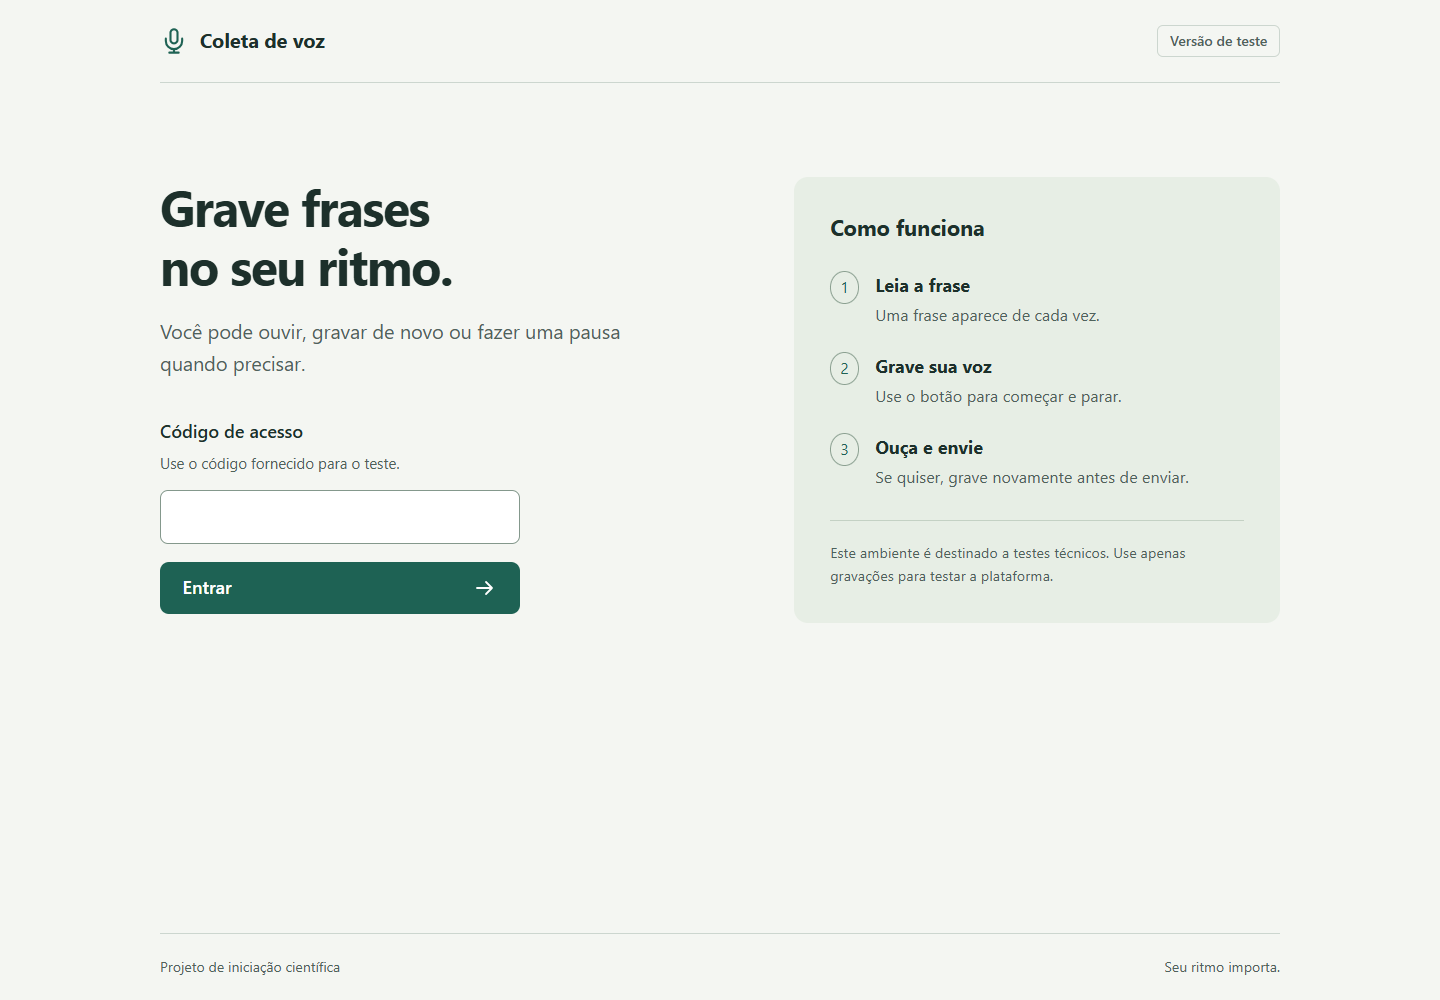 Coleta de voz
Versão de teste
Grave frases
no seu ritmo.
Você pode ouvir, gravar de novo ou fazer uma pausa
quando precisar.
Código de acesso
Use o código fornecido para o teste.
Entrar
Como funciona
1
Leia a frase
Uma frase aparece de cada vez.
2
Grave sua voz
Use o botão para começar e parar.
3
Ouça e envie
Se quiser, grave novamente antes de enviar.
Este ambiente é destinado a testes técnicos. Use apenas
gravações para testar a plataforma.
Projeto de iniciação científica
Seu ritmo importa.